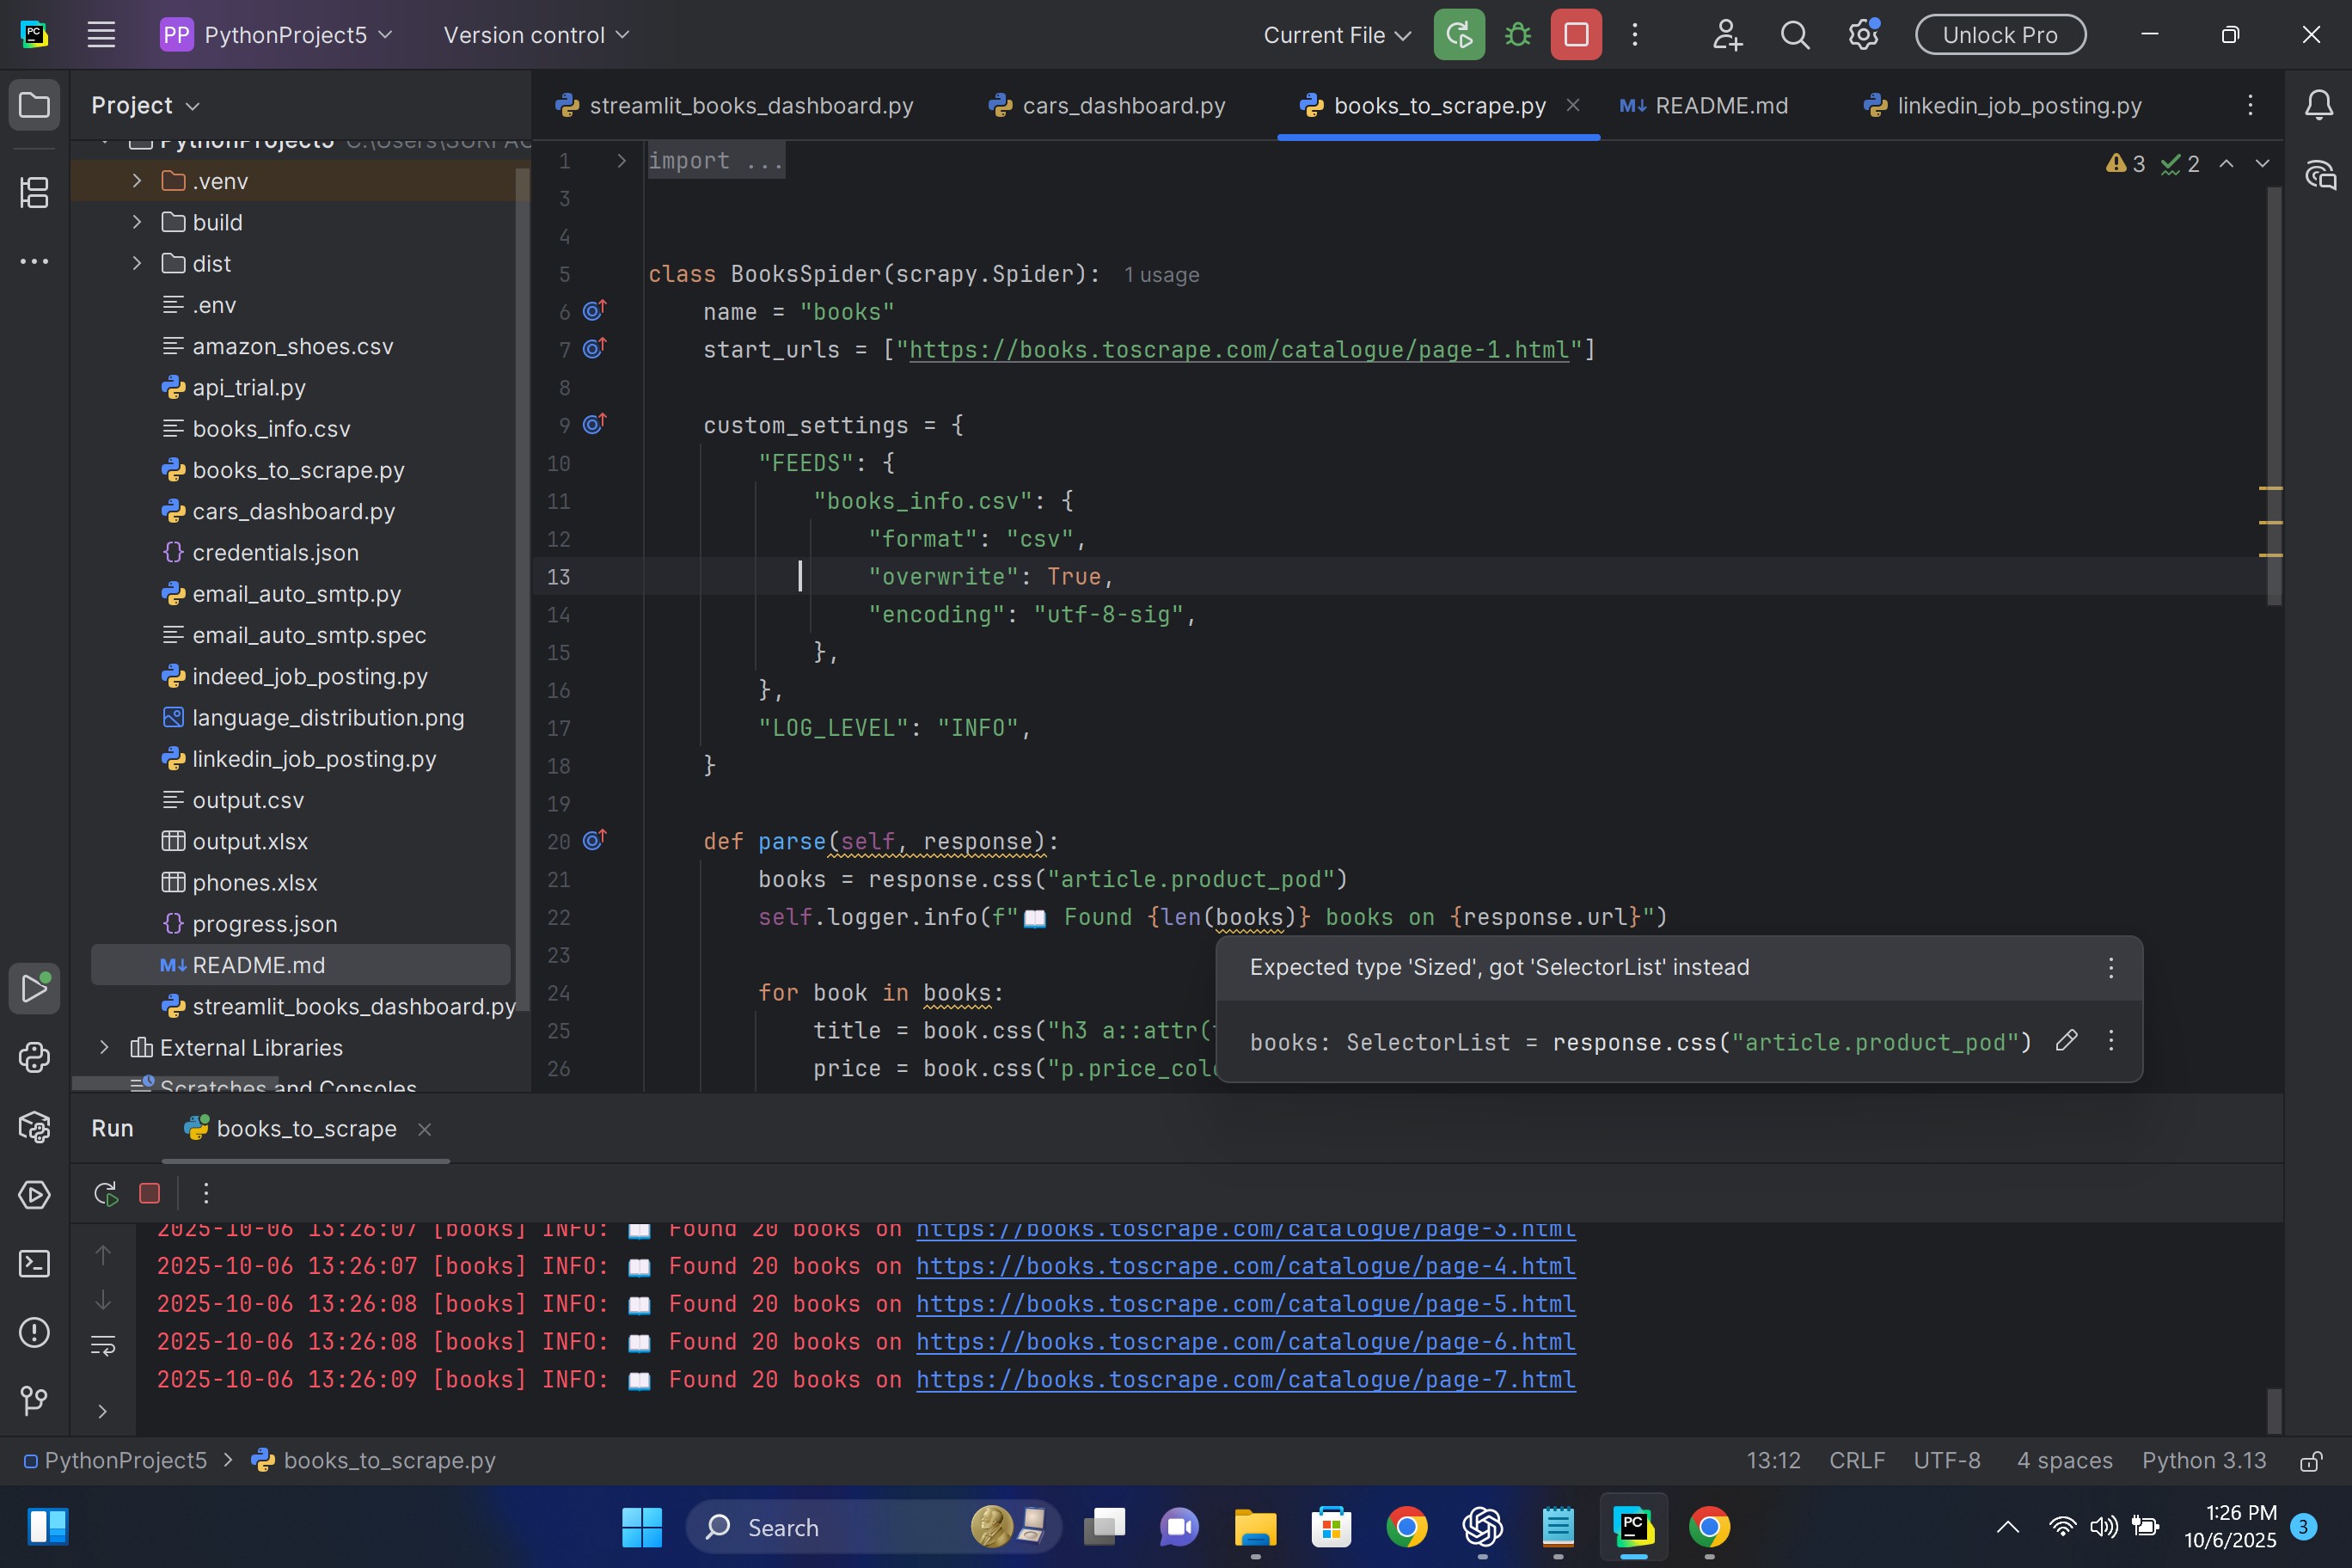 PC
PP PythonProject5
Version control
Current File
Unlock Pro
Project
streamlit_books_dashboard.py
cars_dashboard.py
books_to_scrape.py
M↓ README.md
linkedin_job_posting.py
PythonProject5
.venv
build
dist
.env
amazon_shoes.csv
api_trial.py
books_info.csv
books_to_scrape.py
cars_dashboard.py
{} credentials.json
email_auto_smtp.py
email_auto_smtp.spec
indeed_job_posting.py
language_distribution.png
linkedin_job_posting.py
output.csv
output.xlsx
phones.xlsx
{} progress.json
M↓ README.md
streamlit_books_dashboard.py
External Libraries
Scratches and Consoles
3 2
1 import ...
3
4
5 class BooksSpider(scrapy.Spider): 1 usage
6 name = "books"
7 start_urls = ["https://books.toscrape.com/catalogue/page-1.html"]
8
9 custom_settings = {
10 "FEEDS": {
11 "books_info.csv": {
12 "format": "csv",
13 "overwrite": True,
14 "encoding": "utf-8-sig",
15 },
16 },
17 "LOG_LEVEL": "INFO",
18 }
19
20 def parse(self, response):
21 books = response.css("article.product_pod")
22 self.logger.info(f"📖 Found {len(books)} books on {response.url}")
23
24 for book in books:
25 title = book.css("h3 a::attr(
26 price = book.css("p.price_col
Expected type 'Sized', got 'SelectorList' instead
books: SelectorList = response.css("article.product_pod")
Run
books_to_scrape
2025-10-06 13:26:07 [books] INFO: 📖 Found 20 books on https://books.toscrape.com/catalogue/page-3.html
2025-10-06 13:26:07 [books] INFO: 📖 Found 20 books on https://books.toscrape.com/catalogue/page-4.html
2025-10-06 13:26:08 [books] INFO: 📖 Found 20 books on https://books.toscrape.com/catalogue/page-5.html
2025-10-06 13:26:08 [books] INFO: 📖 Found 20 books on https://books.toscrape.com/catalogue/page-6.html
2025-10-06 13:26:09 [books] INFO: 📖 Found 20 books on https://books.toscrape.com/catalogue/page-7.html
PythonProject5 > books_to_scrape.py
13:12 CRLF UTF-8 4 spaces Python 3.13
Search
PC
1:26 PM
10/6/2025
3